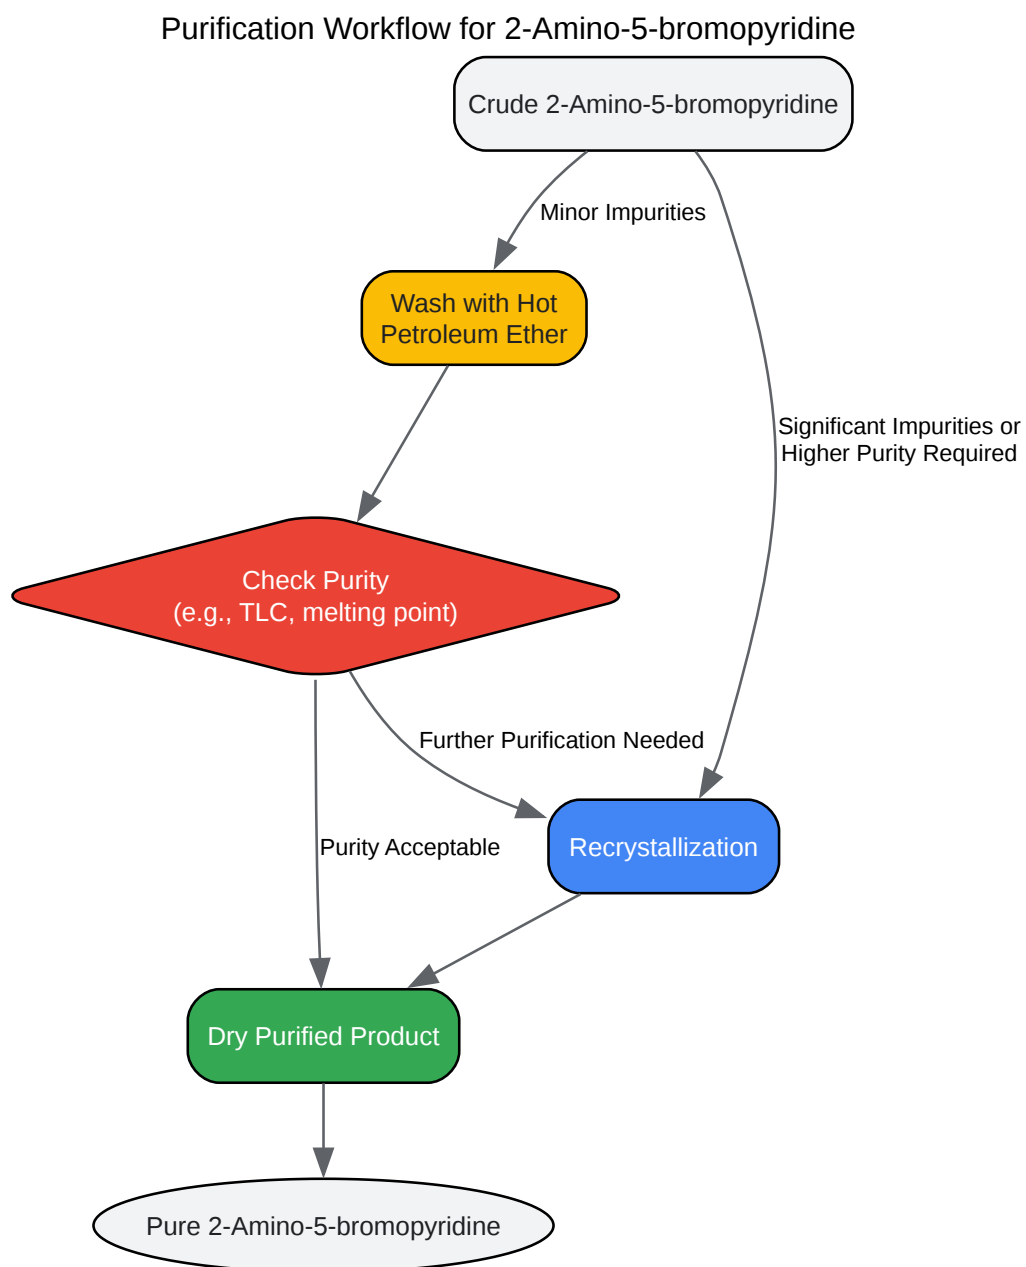 Purification Workflow for 2-Amino-5-bromopyridine
Crude 2-Amino-5-bromopyridine
Minor Impurities
Wash with Hot
Petroleum Ether
Significant Impurities or
Higher Purity Required
Check Purity
(e.g., TLC, melting point)
Further Purification Needed
Purity Acceptable
Recrystallization
Dry Purified Product
Pure 2-Amino-5-bromopyridine